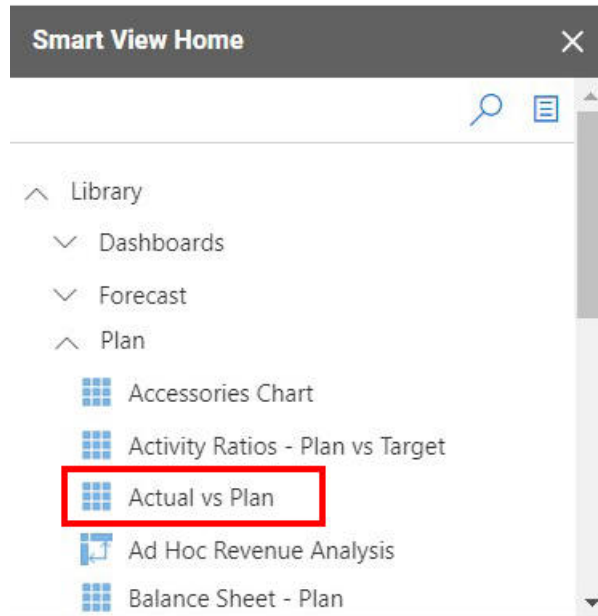 Smart View Home
Library
Dashboards
Forecast
Plan
Accessories Chart
Activity Ratios - Plan vs Target
Actual vs Plan
Ad Hoc Revenue Analysis
Balance Sheet - Plan